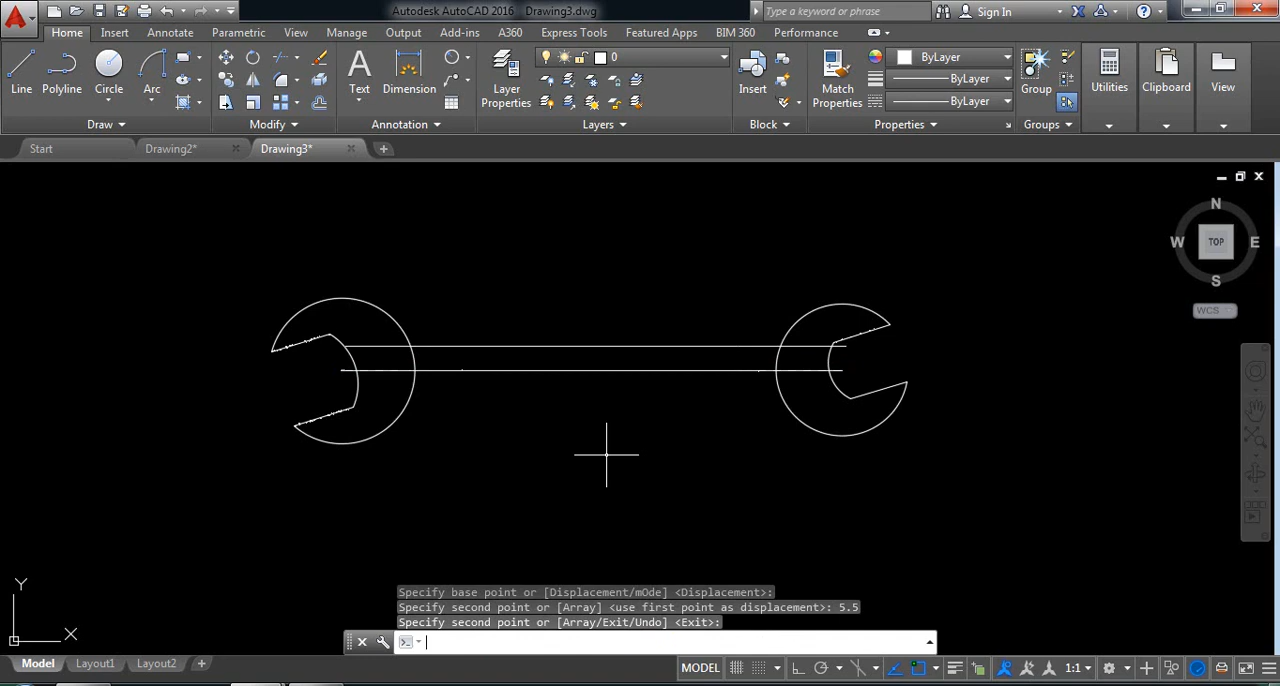 Autodesk AutoCAD 2016 Drawing3.dwg
Type a keyword or phrase
Sign In
Home Insert Annotate Parametric View Manage Output Add-ins A360 Express Tools Featured Apps BIM 360 Performance
0
ByLayer
ByLayer
ByLayer
Line Polyline Circle Arc
Text Dimension
Layer Properties
Insert
Match Properties
Group
Utilities
Clipboard
View
Draw Modify Annotation Layers Block Properties Groups
Start Drawing2* Drawing3*
N
W TOP E
S
WCS
Y
X
Specify base point or [Displacement/mOde] <Displacement>:
Specify second point or [Array] <use first point as displacement>: 5.5
Specify second point or [Array/Exit/Undo] <Exit>:
Model Layout1 Layout2 +
MODEL 1:1